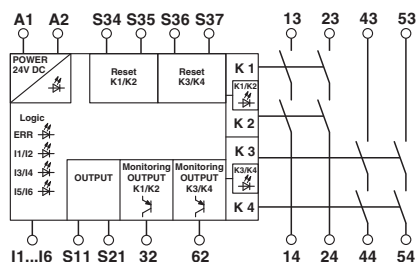 A1 A2 S34 S35 S36 S37 13 23 43 53
POWER
24V DC
Reset
K1/K2
Reset
K3/K4
K 1
K1/K2
K 2
Logic
ERR
I1/I2
I3/I4
I5/I6
K 3
K3/K4
K 4
OUTPUT
Monitoring
OUTPUT
K1/K2
Monitoring
OUTPUT
K3/K4
I1...I6 S11 S21 32 62 14 24 44 54